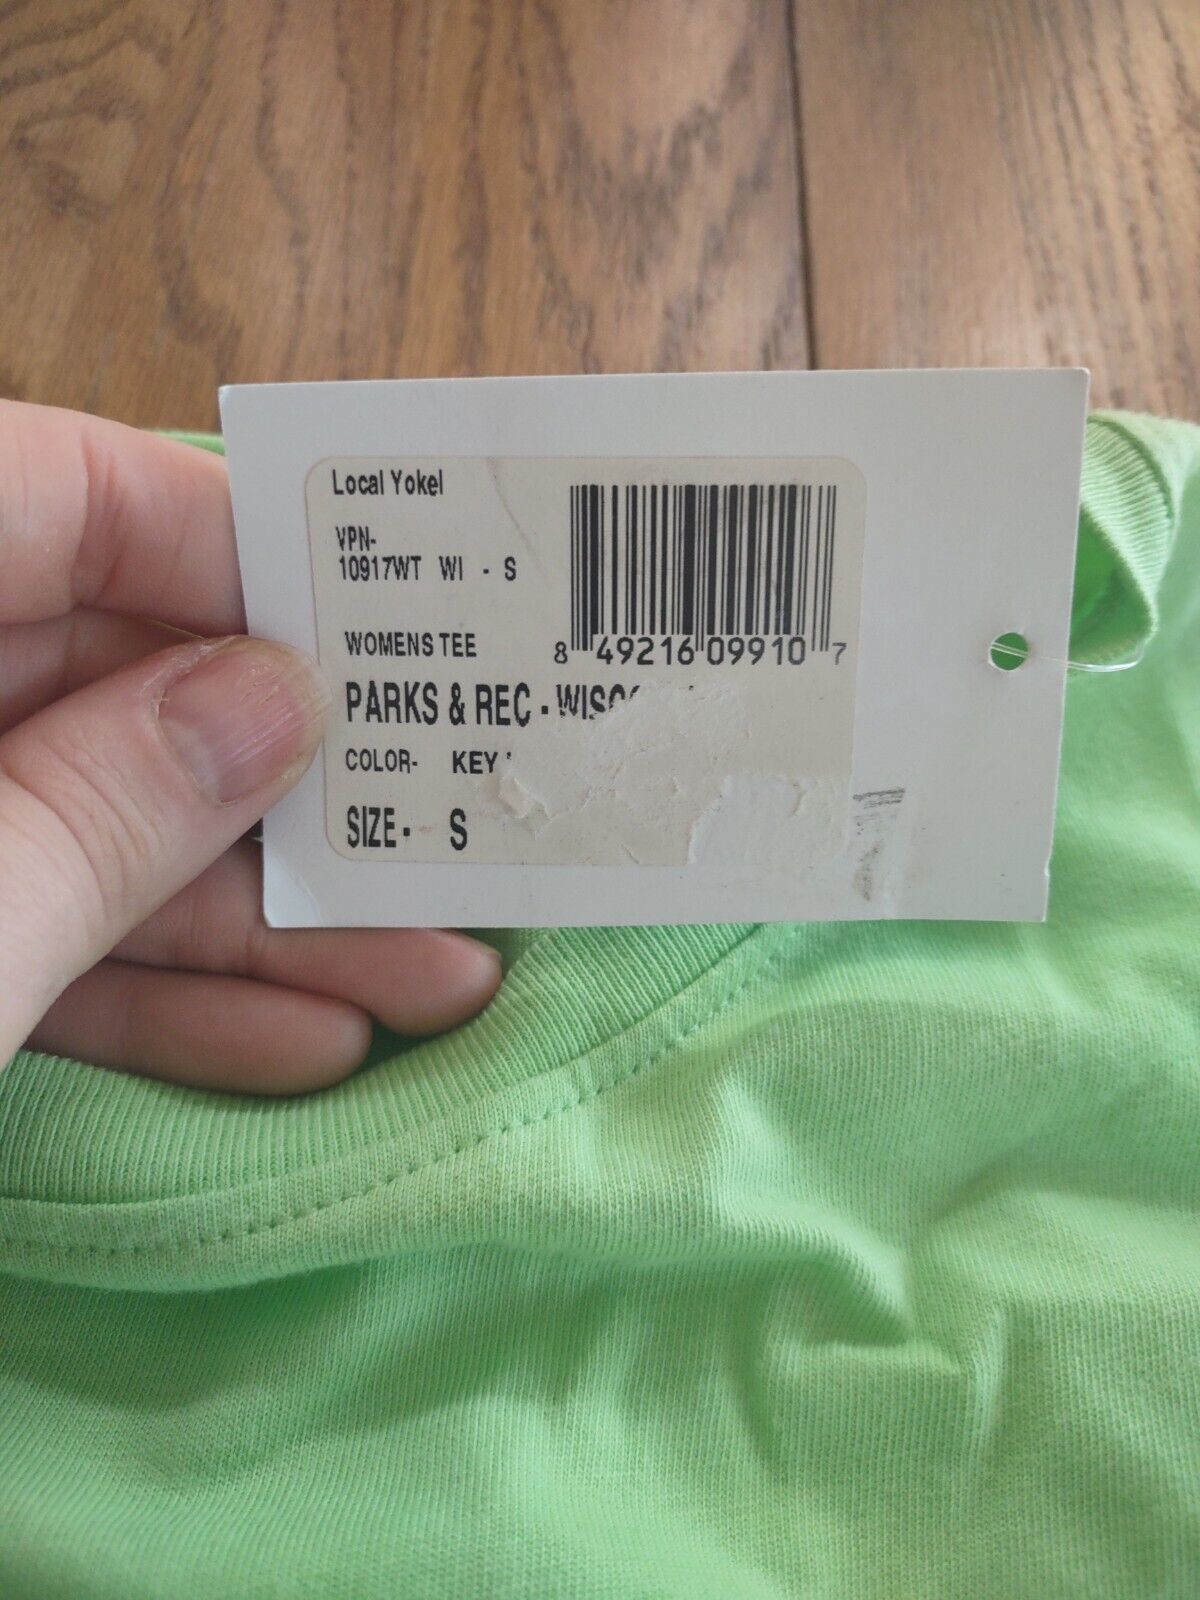 Local Yokel
VPN-
10917WT WI - S
WOMENS TEE
8 49216 09910 7
PARKS & REC -
COLOR- KEY
SIZE- S